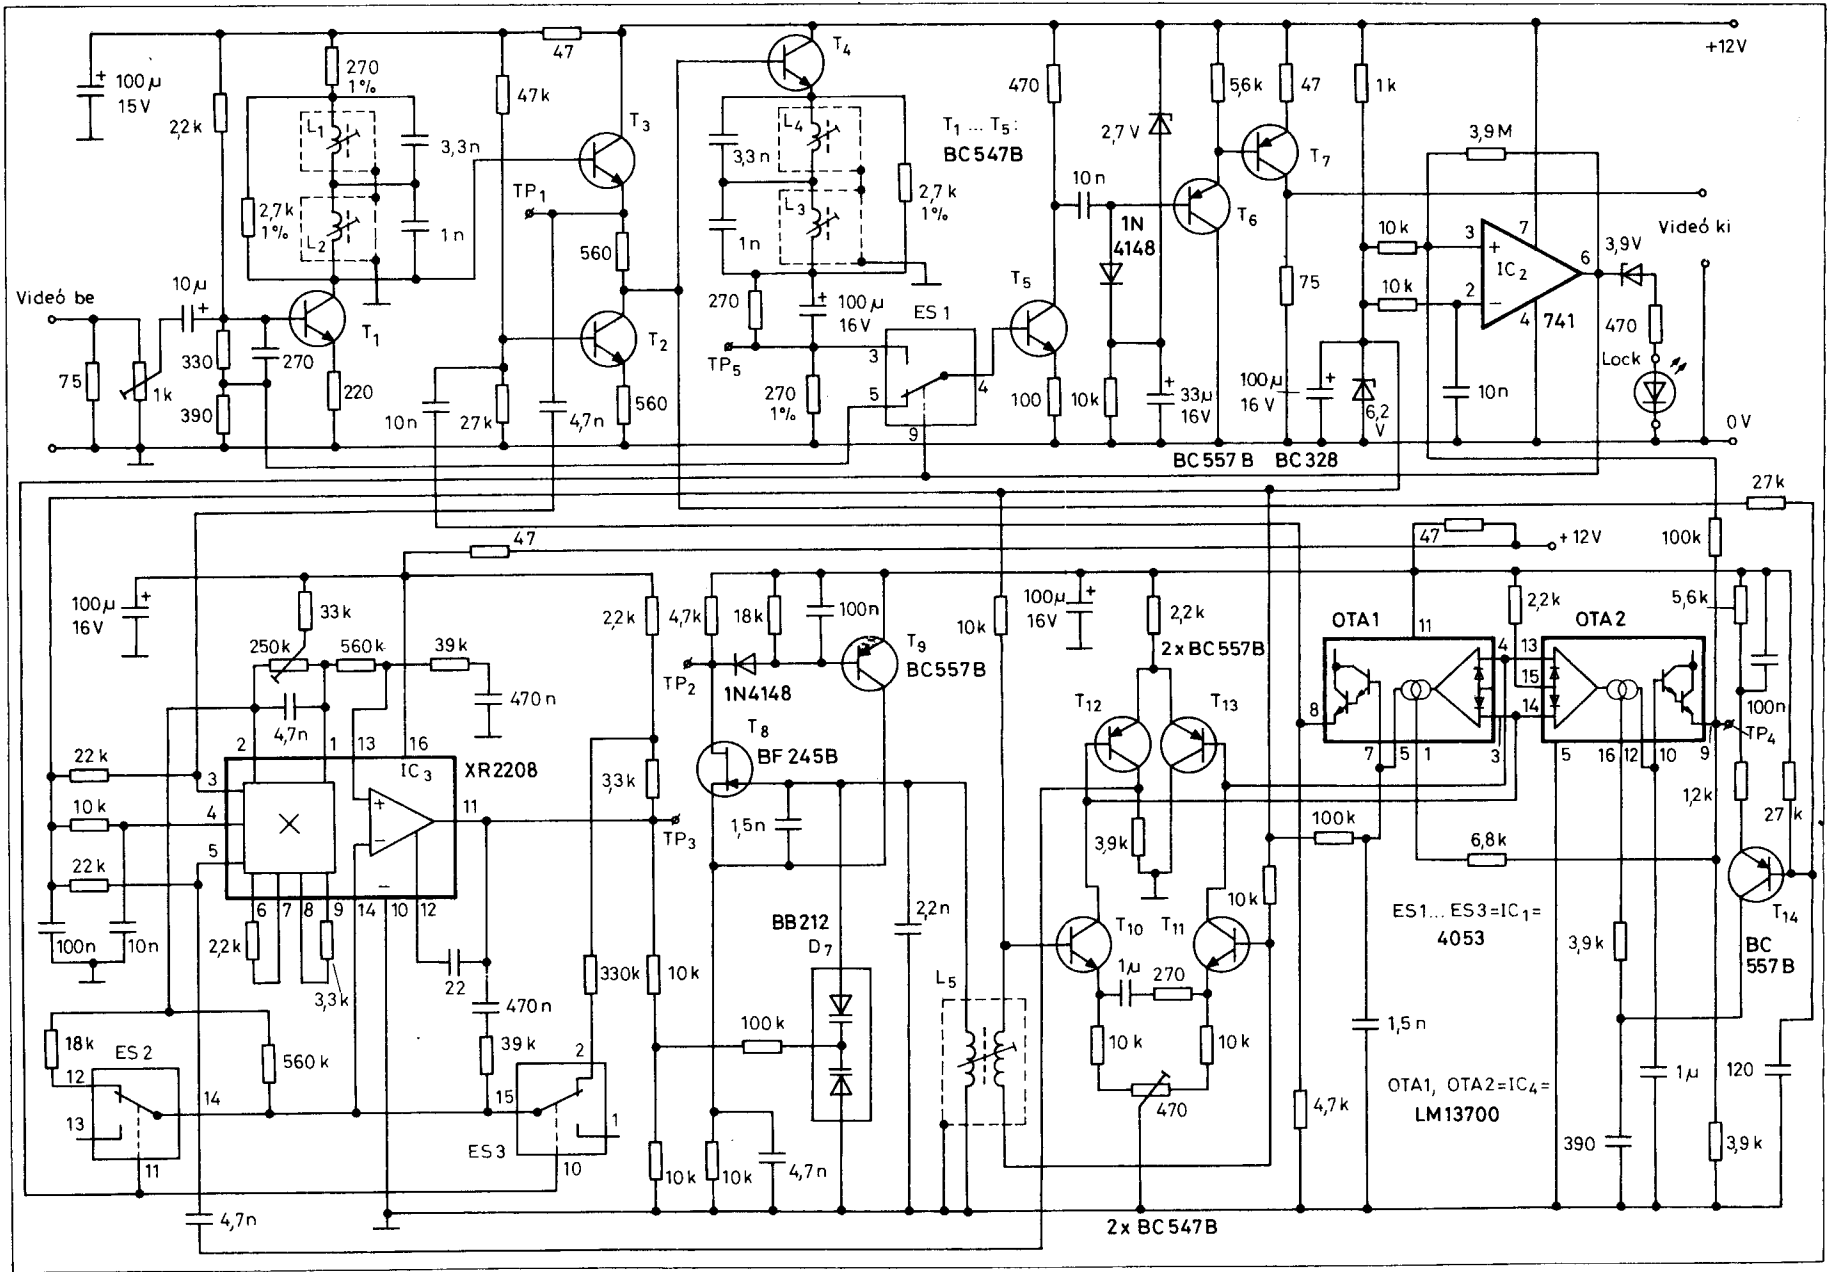 100µ
15V
270
1%
2,2k
L₁
3,3n
2,7k
1%
L₂
1n
10µ
Videó be
75
1k
330
270
390
T₁
220
47
47k
T₃
TP₁
560
T₂
560
10n
27k
4,7n
T₄
L₄
3,3n
L₃
1n
2,7k
1%
270
100µ
16V
TP₅
ES 1
3
5
4
9
270
1%
T₁ ... T₅:
BC547B
470
10n
T₅
100
2,7 V
1N
4148
10k
33µ
16V
5,6k
T₆
BC557B
47
T₇
75
BC328
1k
100µ
16 V
6,2
V
3,9M
10k
10k
3
+
7
IC₂
2
−
4
6
741
3,9V
470
Lock
10n
+12V
Videó ki
0V
27k
47
+12V
100k
47
100µ
16V
33k
250k
560k
39k
470n
4,7n
2
1
13
16
IC₃
XR2208
22k
10k
22k
3
4
5
+
−
−
11
6
7
8
9
14
10
12
100n
10n
2,2k
3,3k
22
470n
39k
18k
ES2
12
13
14
11
560k
4,7n
2,2k
33k
TP₃
330k
10k
2
15
1
ES3
10
10k
4,7k
18k
100n
T₉
BC557B
TP₂
1N4148
T₈
BF245B
1,5n
BB212
D₇
100k
10k
4,7n
2,2n
L₅
10k
100µ
16V
2,2k
2xBC557B
T₁₂
T₁₃
3,9k
T₁₀
T₁₁
1µ
270
10k
10k
470
2x BC547B
10k
100k
1,5n
4,7k
OTA1
11
4
8
7
5
1
3
2,2k
OTA2
13
15
14
5
16
12
10
9
TP₄
5,6k
100n
6,8k
1,2k
27
k
T₁₄
BC
557B
ES1... ES3=IC₁=
4053
3,9k
OTA1, OTA2=IC₄=
LM13700
390
1µ
3,9k
120